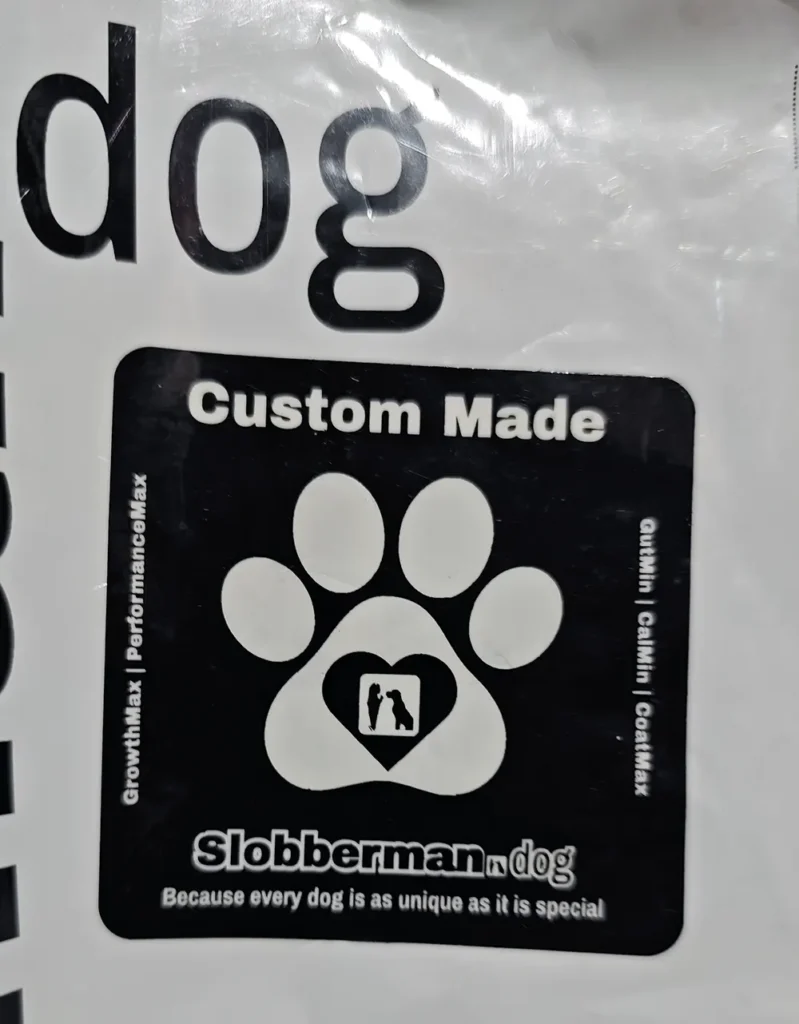 dog
Custom Made
GrowthMax | PerformanceMax
GutMin | CalMin | CoatMax
Slobberman dog
Because every dog is as unique as it is special